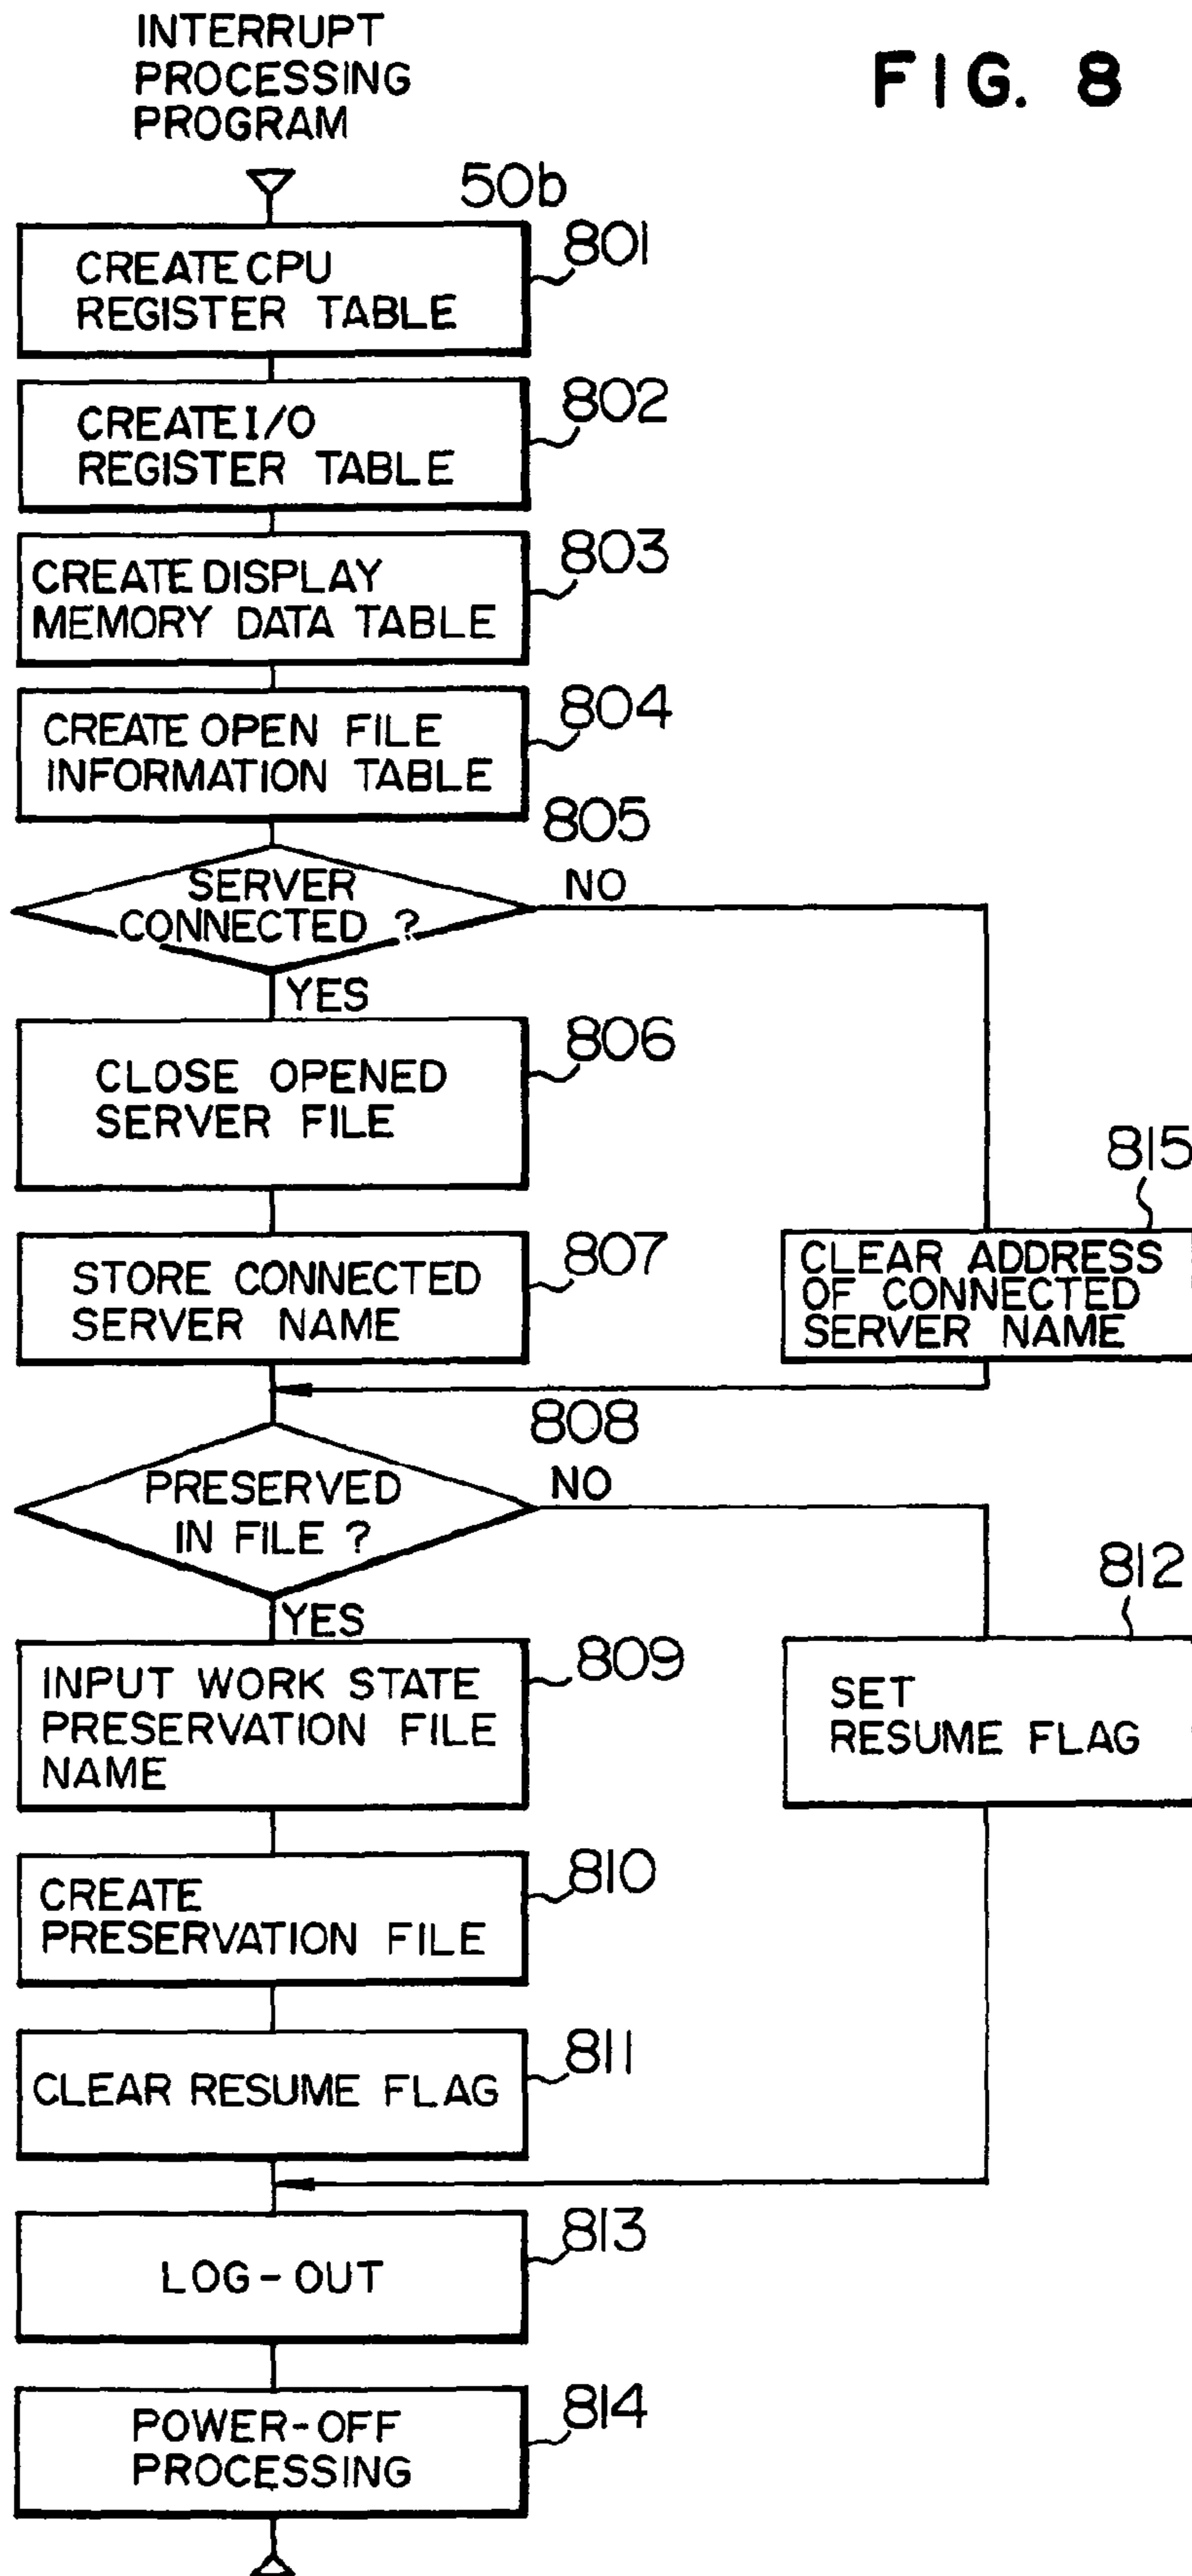 INTERRUPT
PROCESSING
PROGRAM
FIG. 8
50b
CREATE CPU
REGISTER TABLE
801
CREATE I/O
REGISTER TABLE
802
CREATE DISPLAY
MEMORY DATA TABLE
803
CREATE OPEN FILE
INFORMATION TABLE
804
805
SERVER
CONNECTED ?
NO
YES
CLOSE OPENED
SERVER FILE
806
STORE CONNECTED
SERVER NAME
807
815
CLEAR ADDRESS
OF CONNECTED
SERVER NAME
808
PRESERVED
IN FILE ?
NO
YES
INPUT WORK STATE
PRESERVATION FILE
NAME
809
812
SET
RESUME FLAG
CREATE
PRESERVATION FILE
810
CLEAR RESUME FLAG
811
LOG-OUT
813
POWER-OFF
PROCESSING
814